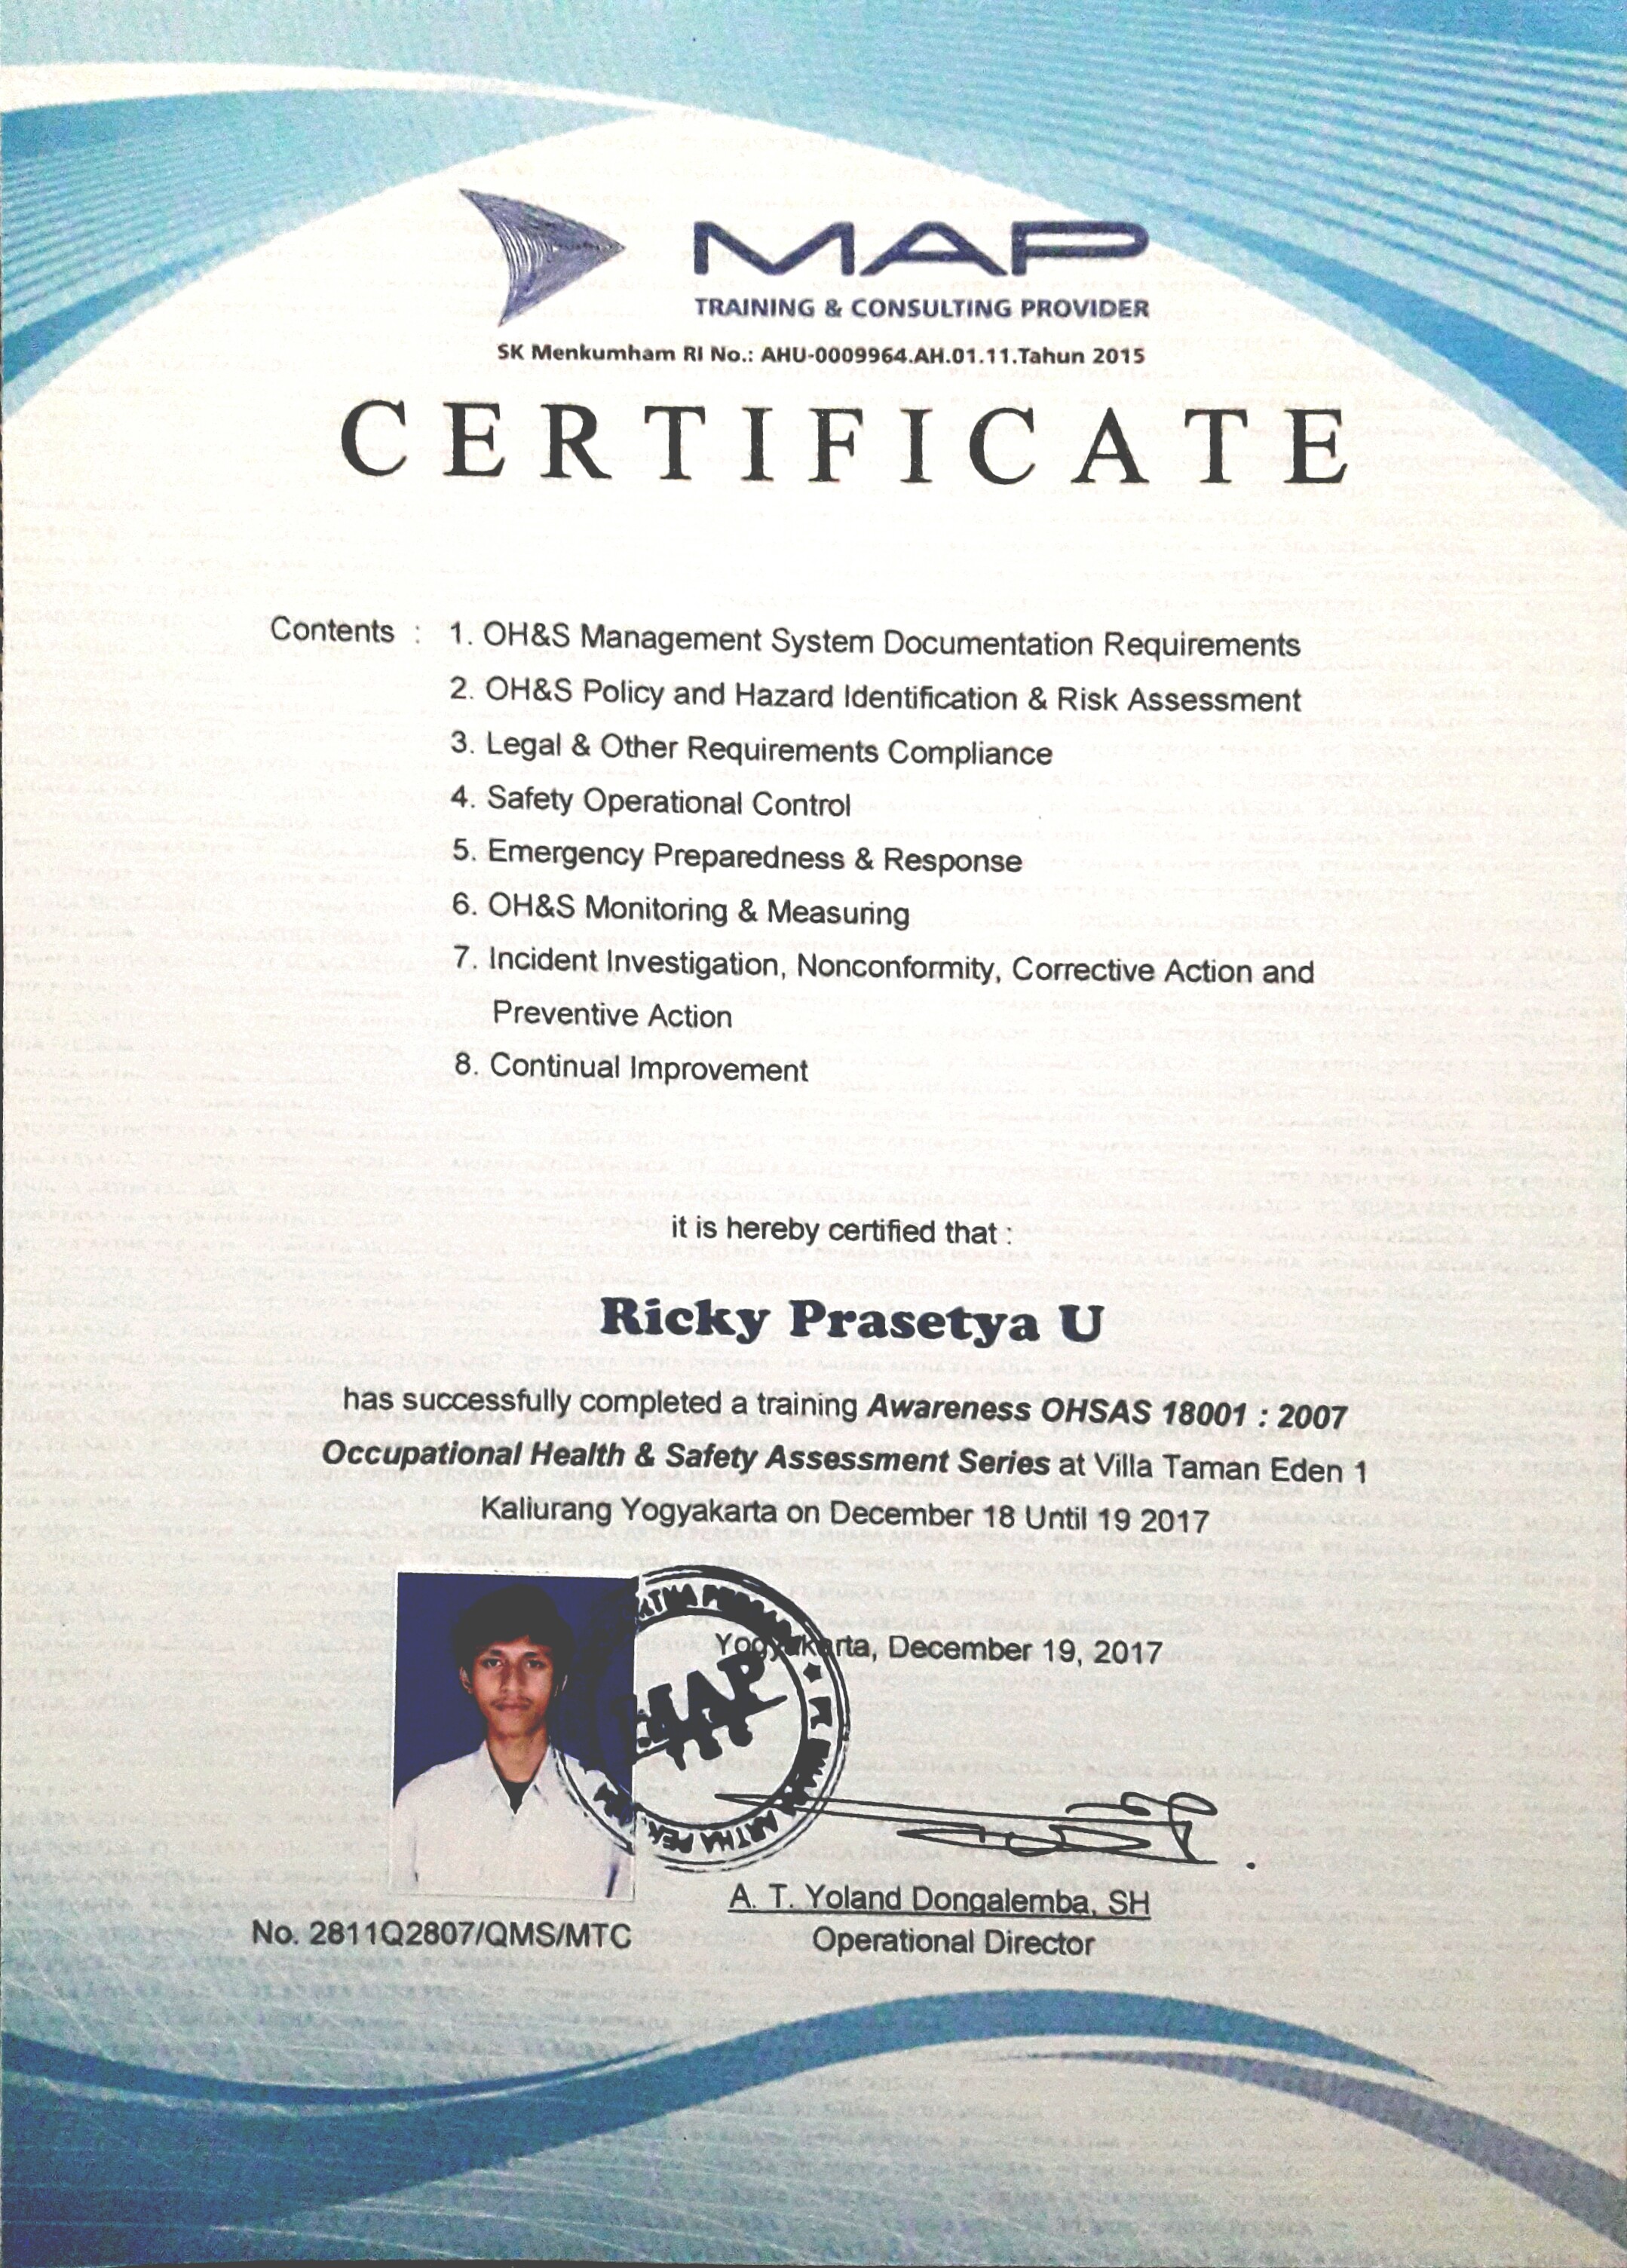 MAP
TRAINING & CONSULTING PROVIDER
SK Menkumham RI No.: AHU-0009964.AH.01.11.Tahun 2015
CERTIFICATE
Contents : 1. OH&S Management System Documentation Requirements
2. OH&S Policy and Hazard Identification & Risk Assessment
3. Legal & Other Requirements Compliance
4. Safety Operational Control
5. Emergency Preparedness & Response
6. OH&S Monitoring & Measuring
7. Incident Investigation, Nonconformity, Corrective Action and
Preventive Action
8. Continual Improvement
it is hereby certified that :
Ricky Prasetya U
has successfully completed a training Awareness OHSAS 18001 : 2007
Occupational Health & Safety Assessment Series at Villa Taman Eden 1
Kaliurang Yogyakarta on December 18 Until 19 2017
Yogyakarta, December 19, 2017
MAP
A. T. Yoland Dongalemba, SH
Operational Director
No. 2811Q2807/QMS/MTC